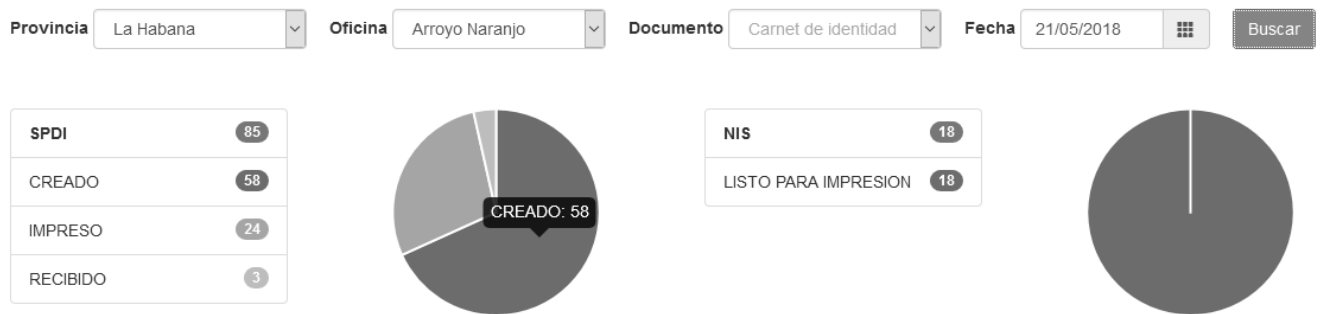 Provincia La Habana Oficina Arroyo Naranjo Documento Carnet de identidad Fecha 21/05/2018 Buscar
SPDI 85
CREADO 58
IMPRESO 24
RECIBIDO 3
CREADO: 58
NIS 18
LISTO PARA IMPRESION 18